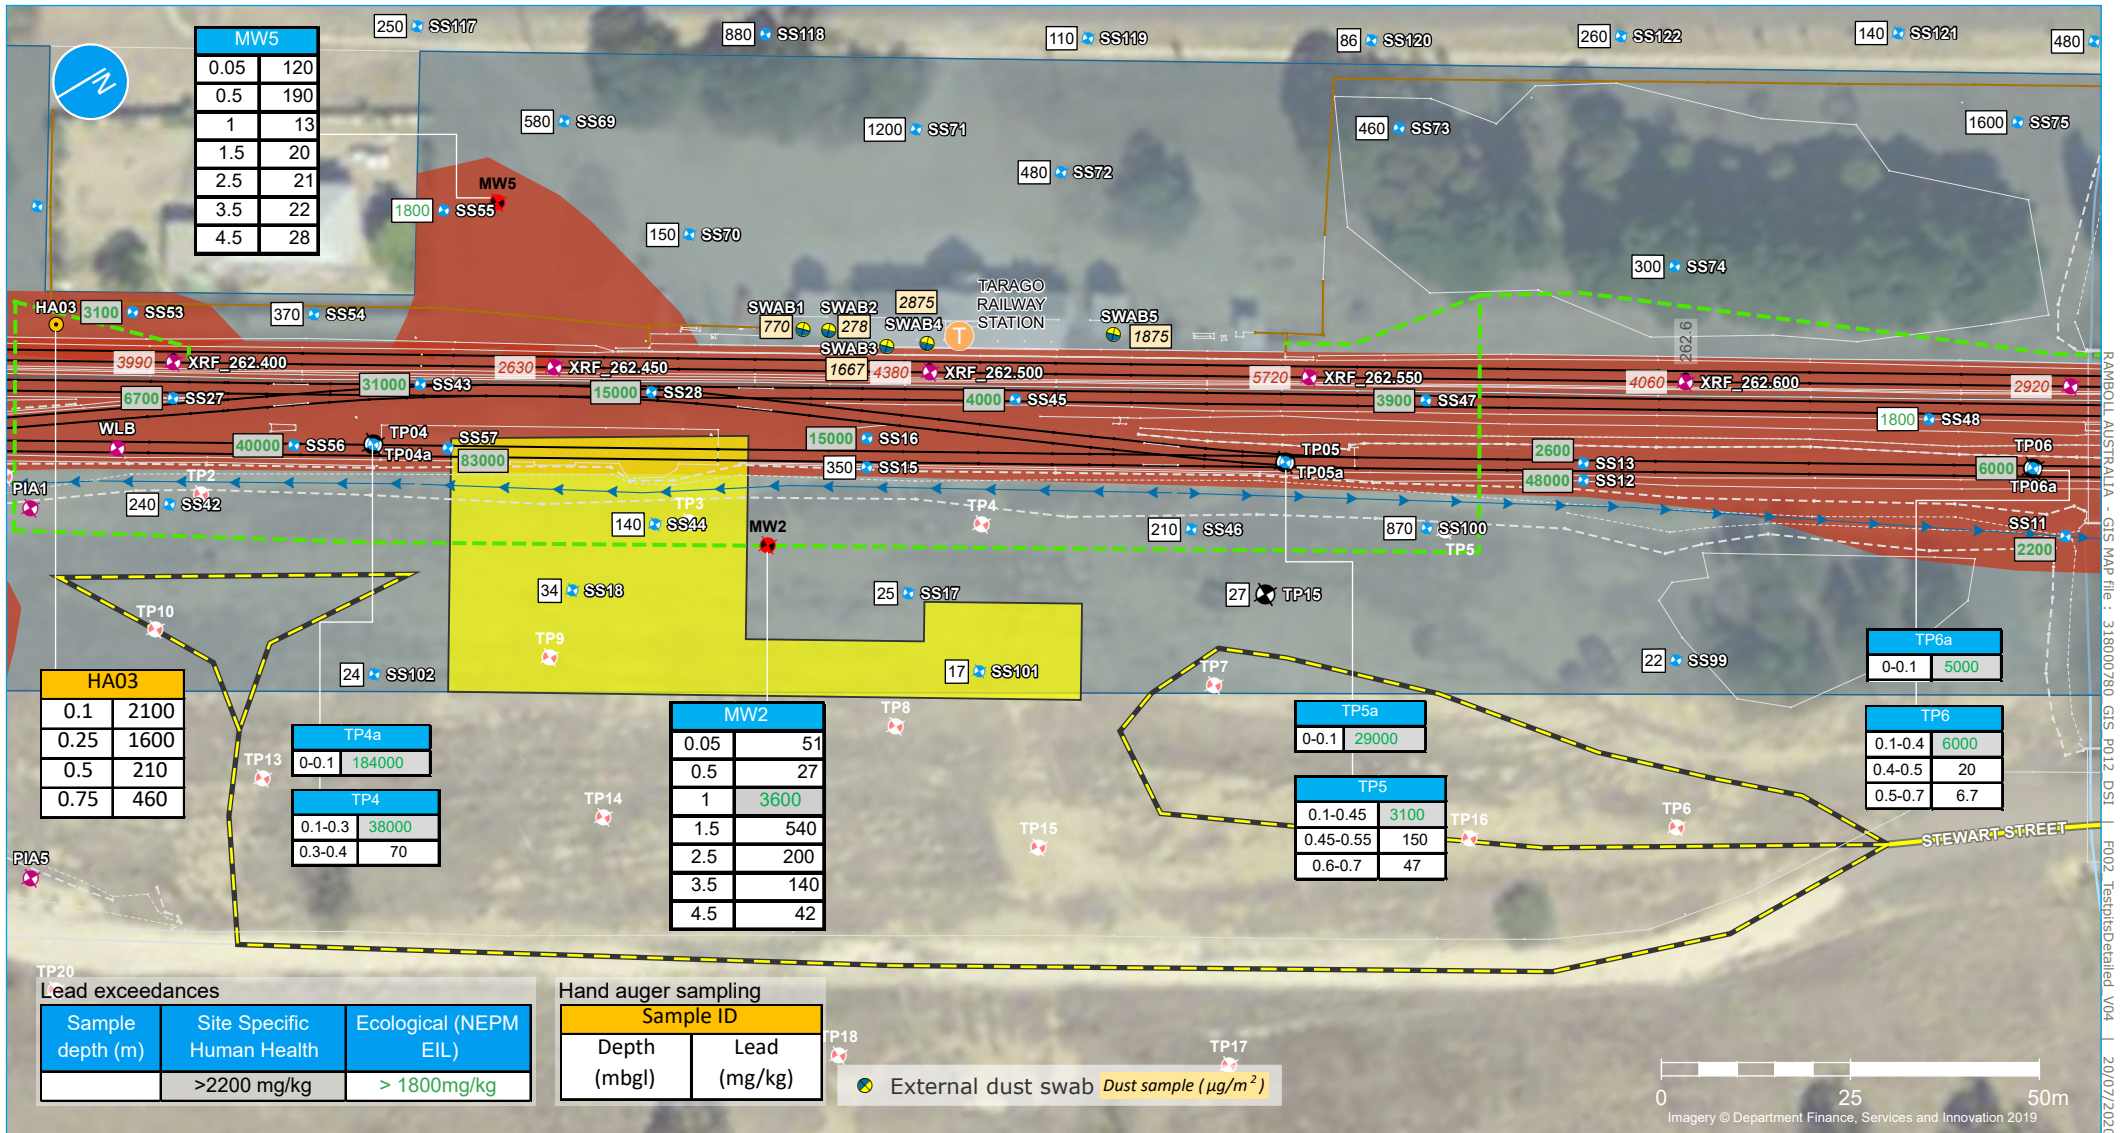 250 SS117
880 SS118
110 SS119
86 SS120
260 SS122
140 SS121
480
N
MW5
0.05 120
0.5 190
1 13
1.5 20
2.5 21
3.5 22
4.5 28
580 SS69
1200 SS71
480 SS72
460 SS73
1600 SS75
MW5
1800 SS55
150 SS70
300 SS74
TARAGO
RAILWAY
STATION
T
HA03
3100 SS53
370 SS54
SWAB1
770
SWAB2
278
2875
SWAB4
SWAB3
1667
SWAB5
1875
262.6
3990 XRF_262.400
2630 XRF_262.450
4380 XRF_262.500
5720 XRF_262.550
4060 XRF_262.600
2920
6700 SS27
31000 SS43
15000 SS28
4000 SS45
3900 SS47
1800 SS48
WLB
40000 SS56
TP04
TP04a
SS57
83000
15000 SS16
350 SS15
TP05
TP05a
2600 SS13
48000 SS12
TP06
6000
TP06a
PIA1
TP2
240 SS42
TP3
140 SS44
MW2
TP4
210 SS46
870 SS100
TP5
SS11
2200
TP10
34 SS18
25 SS17
27 TP15
TP9
24 SS102
17 SS101
TP7
22 SS99
HA03
0.1 2100
0.25 1600
0.5 210
0.75 460
TP13
TP4a
0-0.1 184000
TP4
0.1-0.3 38000
0.3-0.4 70
TP14
MW2
0.05 51
0.5 27
1 3600
1.5 540
2.5 200
3.5 140
4.5 42
TP8
TP15
TP5a
0-0.1 29000
TP5
0.1-0.45 3100
0.45-0.55 150
0.6-0.7 47
TP16
TP6
TP6a
0-0.1 5000
TP6
0.1-0.4 6000
0.4-0.5 20
0.5-0.7 6.7
STEWART STREET
PIA5
TP20
Lead exceedances
Sample depth (m) Site Specific Human Health Ecological (NEPM EIL)
>2200 mg/kg > 1800mg/kg
Hand auger sampling
Sample ID
Depth (mbgl) Lead (mg/kg)
TP18
TP17
External dust swab Dust sample (µg/m²)
0 25 50m
Imagery © Department Finance, Services and Innovation 2019
RAMBOLL AUSTRALIA - GIS MAP file : 318000780_GIS_P012_DSI | F002_TestpitsDetailed_V04 | 20/07/2020